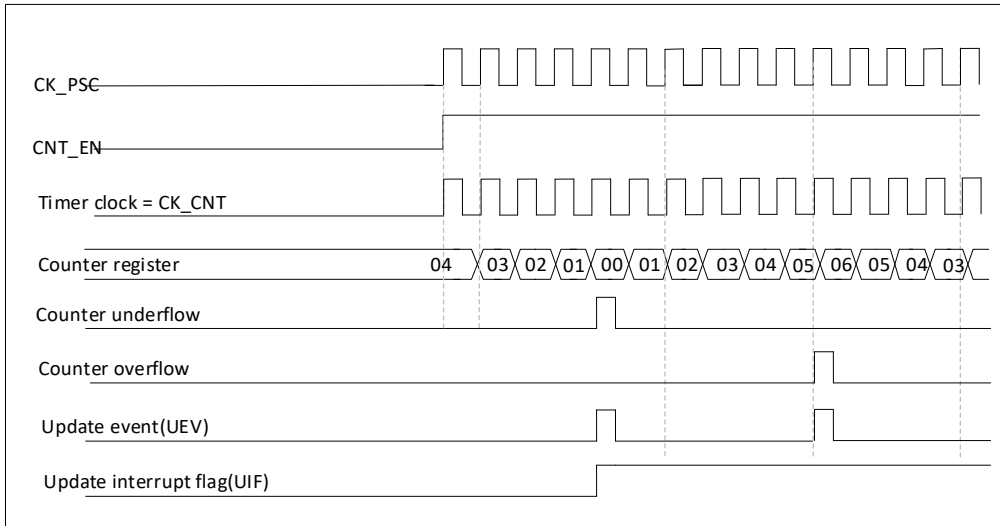 CK_PSC
CNT_EN
Timer clock = CK_CNT
Counter register 04 03 02 01 00 01 02 03 04 05 06 05 04 03
Counter underflow
Counter overflow
Update event(UEV)
Update interrupt flag(UIF)